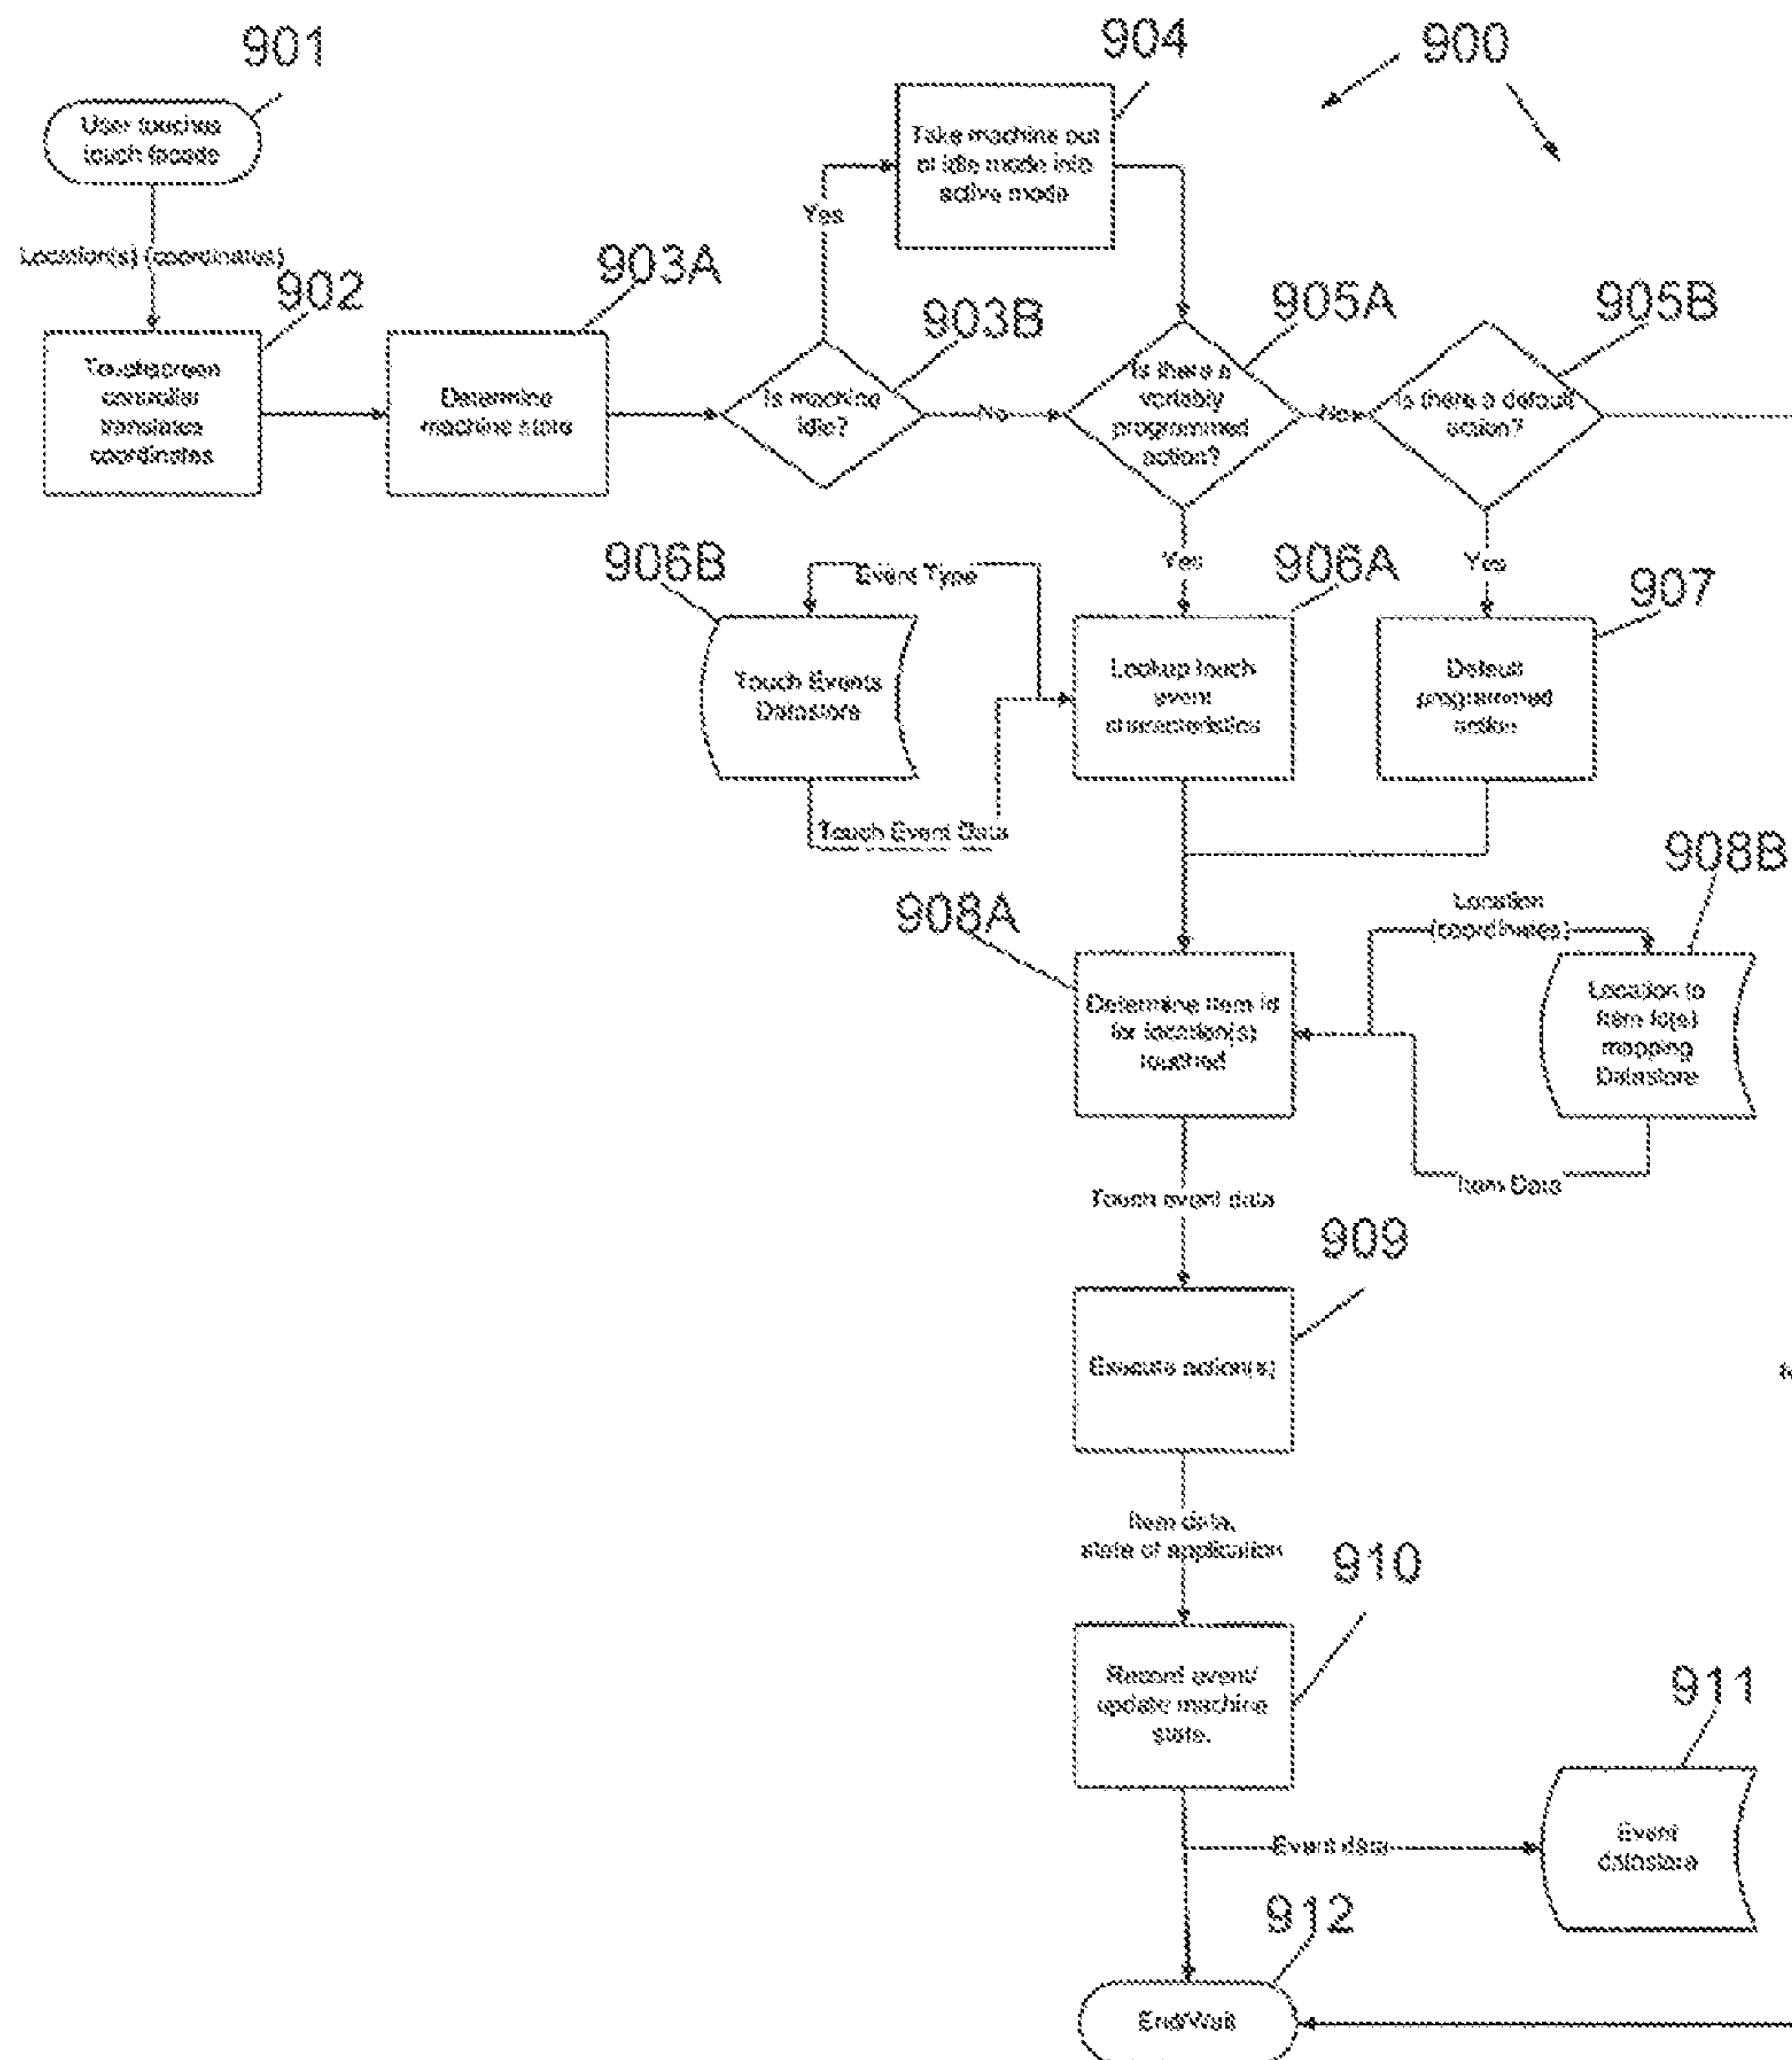 901
904
900
User touches
touch facade
Take machine out
of idle mode into
active mode
Yes
Location(s) (coordinates)
902
903A
903B
905A
905B
Touchscreen
controller
translates
coordinates
Determine
machine state
Is machine
idle?
No
Is there a
variably
programmed
action?
No
Is there a default
action?
906B
Event Type
Yes
906A
Yes
907
Touch Events
Datastore
Lookup touch
event
characteristics
Default
programmed
action
Touch Event Data
908B
908A
Location
(coordinates)
Determine item id
for location(s)
touched
Location to
item id(s)
mapping
Datastore
Touch event data
Item Data
909
Execute action(s)
Item data,
state of application
910
Record event/
update machine
state.
911
Event data
Event
datastore
912
End/Wait